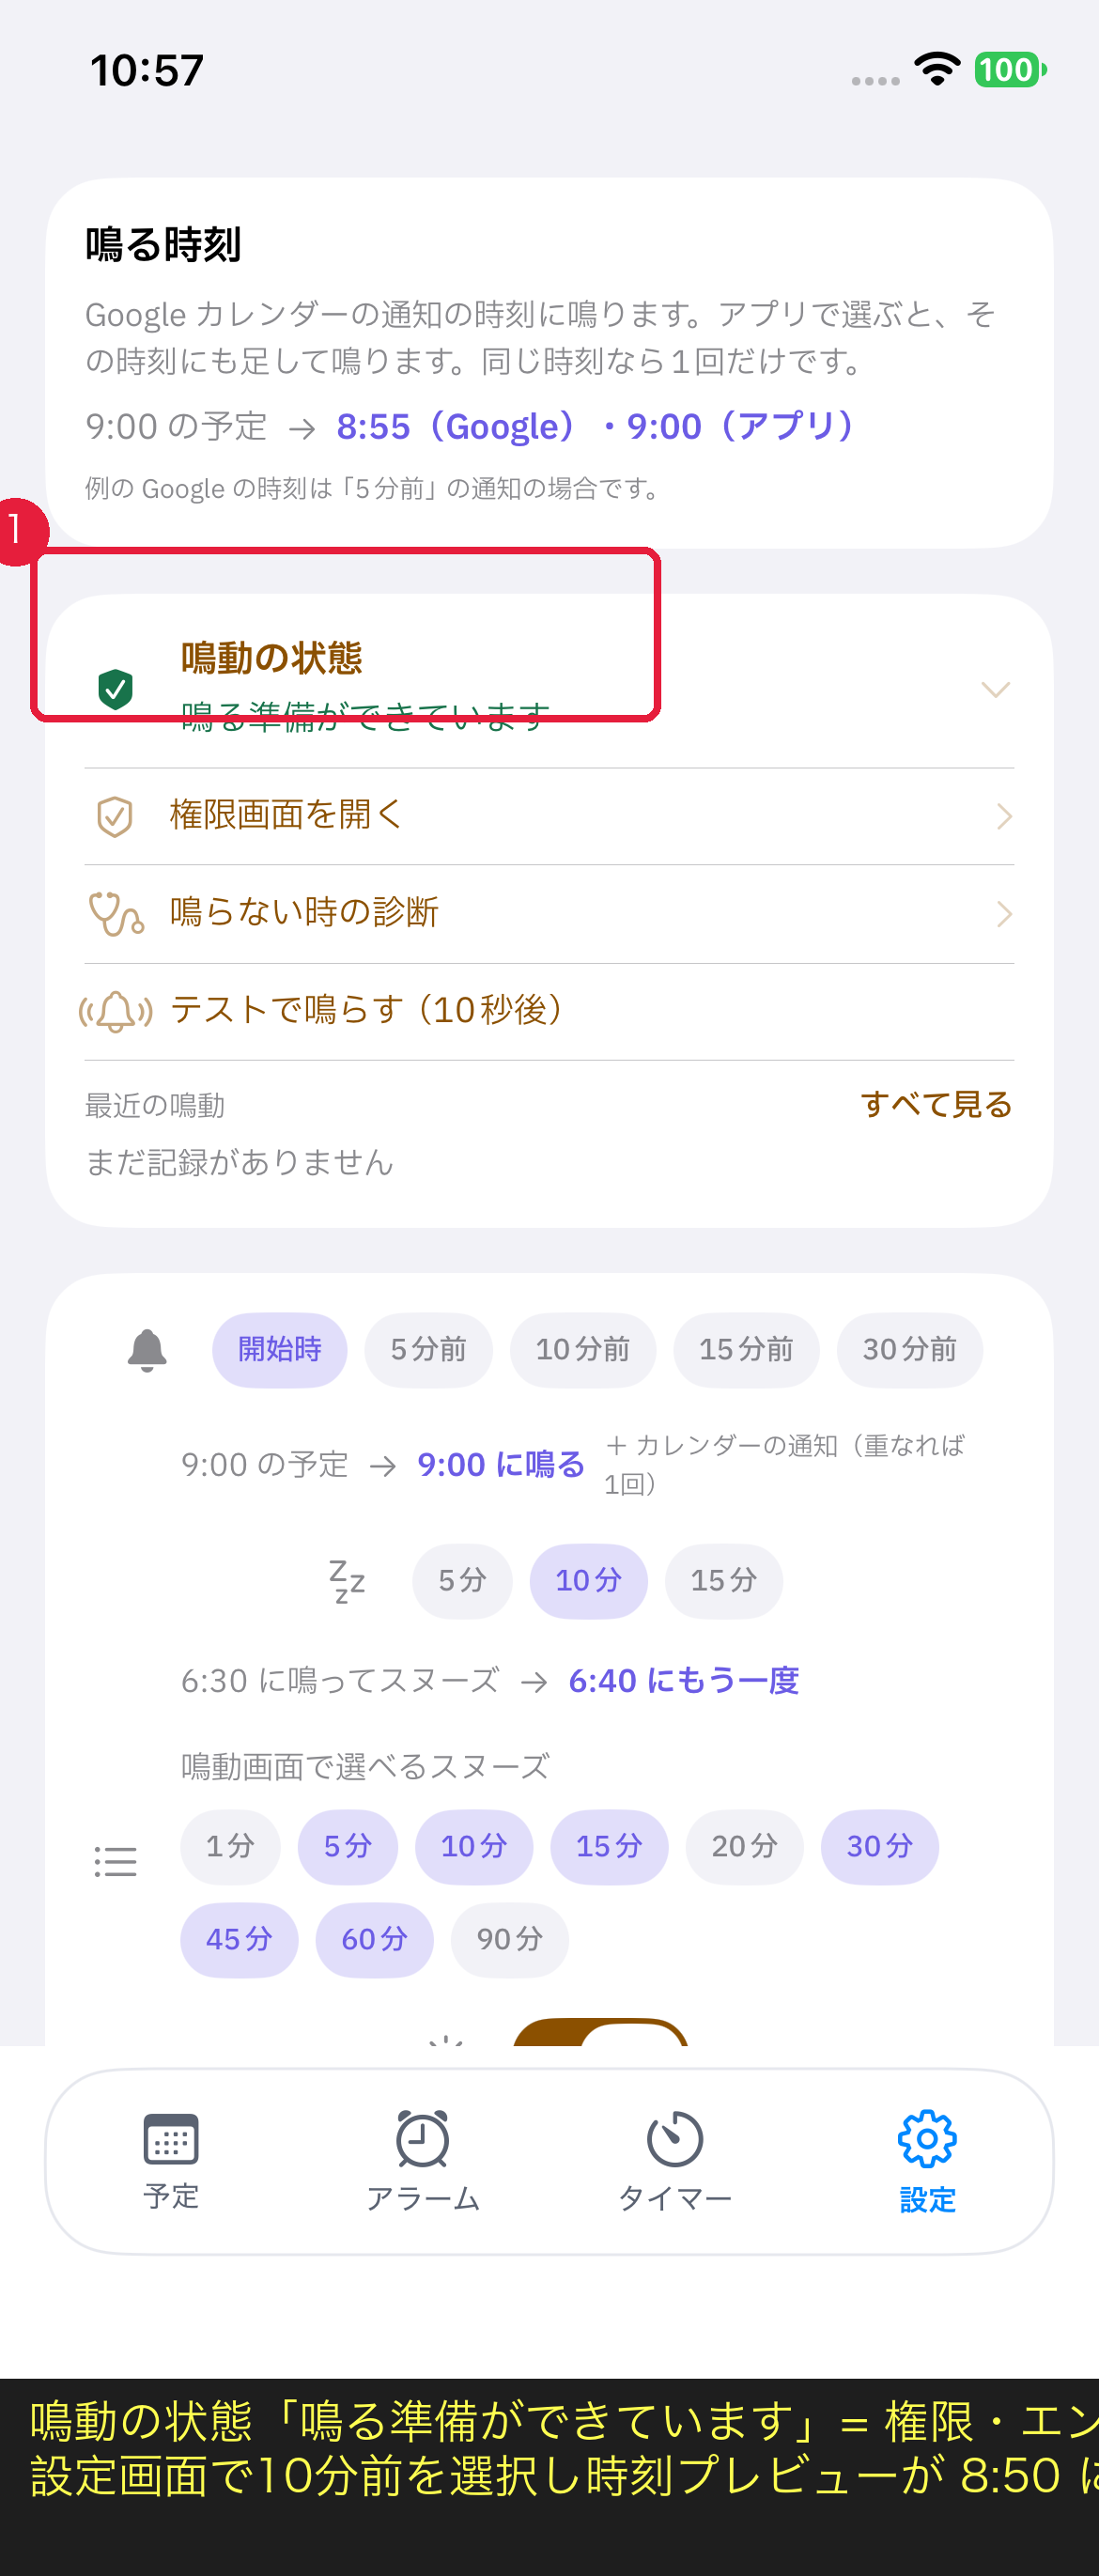 10:57
100
鳴る時刻
Google カレンダーの通知の時刻に鳴ります。アプリで選ぶと、そ
の時刻にも足して鳴ります。同じ時刻なら1回だけです。
9:00 の予定 → 8:55（Google）・9:00（アプリ）
例の Google の時刻は「5分前」の通知の場合です。
1
鳴動の状態
鳴る準備ができています
権限画面を開く
鳴らない時の診断
テストで鳴らす（10秒後）
最近の鳴動 すべて見る
まだ記録がありません
開始時 5分前 10分前 15分前 30分前
9:00 の予定 → 9:00 に鳴る ＋ カレンダーの通知（重なれば
1回）
5分 10分 15分
6:30 に鳴ってスヌーズ → 6:40 にもう一度
鳴動画面で選べるスヌーズ
1分 5分 10分 15分 20分 30分
45分 60分 90分
予定 アラーム タイマー 設定
鳴動の状態「鳴る準備ができています」= 権限・エン
設定画面で10分前を選択し時刻プレビューが 8:50 に